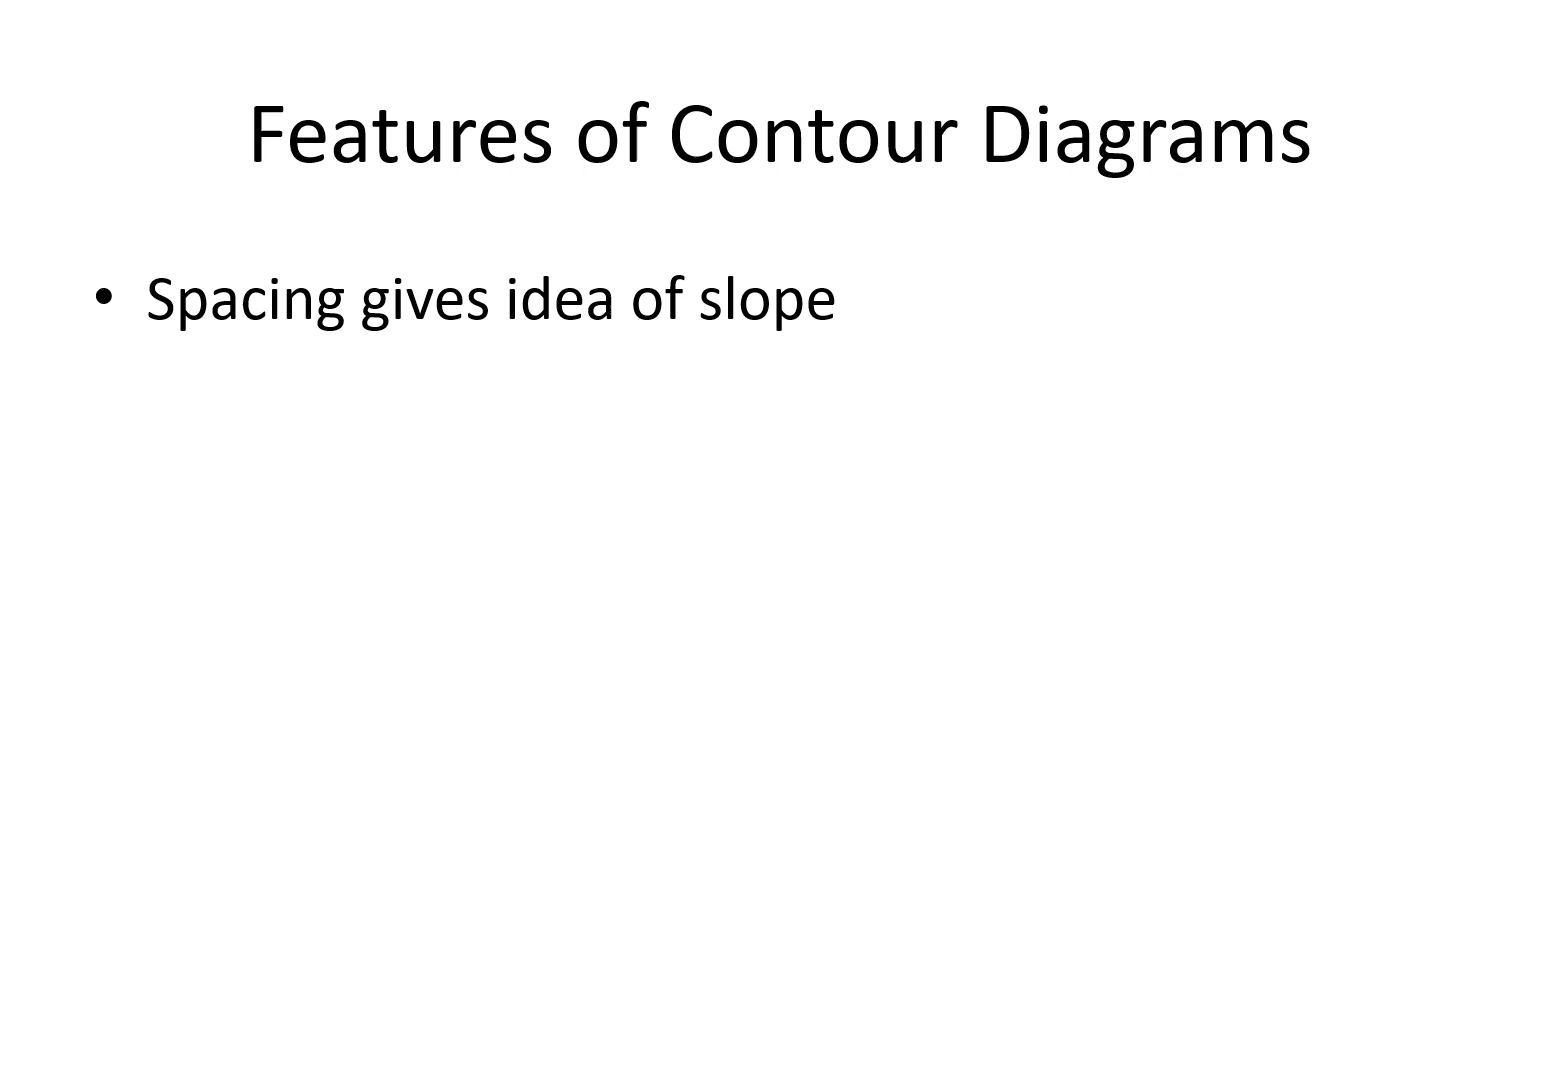 Features of Contour Diagrams
• Spacing gives idea of slope